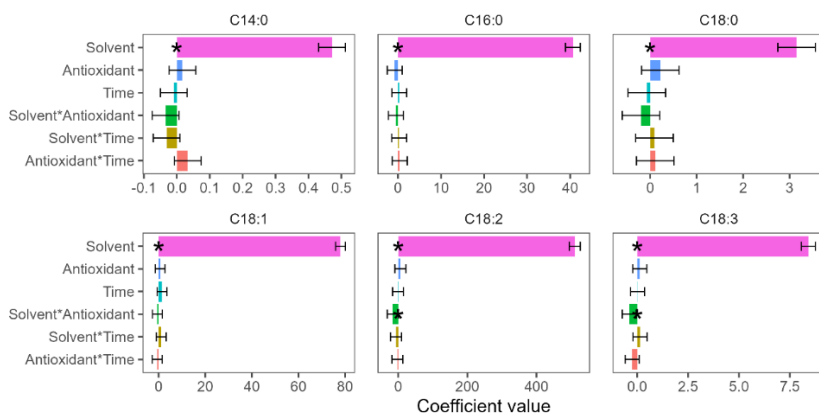 C14:0 C16:0 C18:0
Solvent
Antioxidant
Time
Solvent*Antioxidant
Solvent*Time
Antioxidant*Time
-0.1 0.0 0.1 0.2 0.3 0.4 0.5 0 10 20 30 40 0 1 2 3
C18:1 C18:2 C18:3
Solvent
Antioxidant
Time
Solvent*Antioxidant
Solvent*Time
Antioxidant*Time
0 20 40 60 80 0 200 400 0.0 2.5 5.0 7.5
Coefficient value